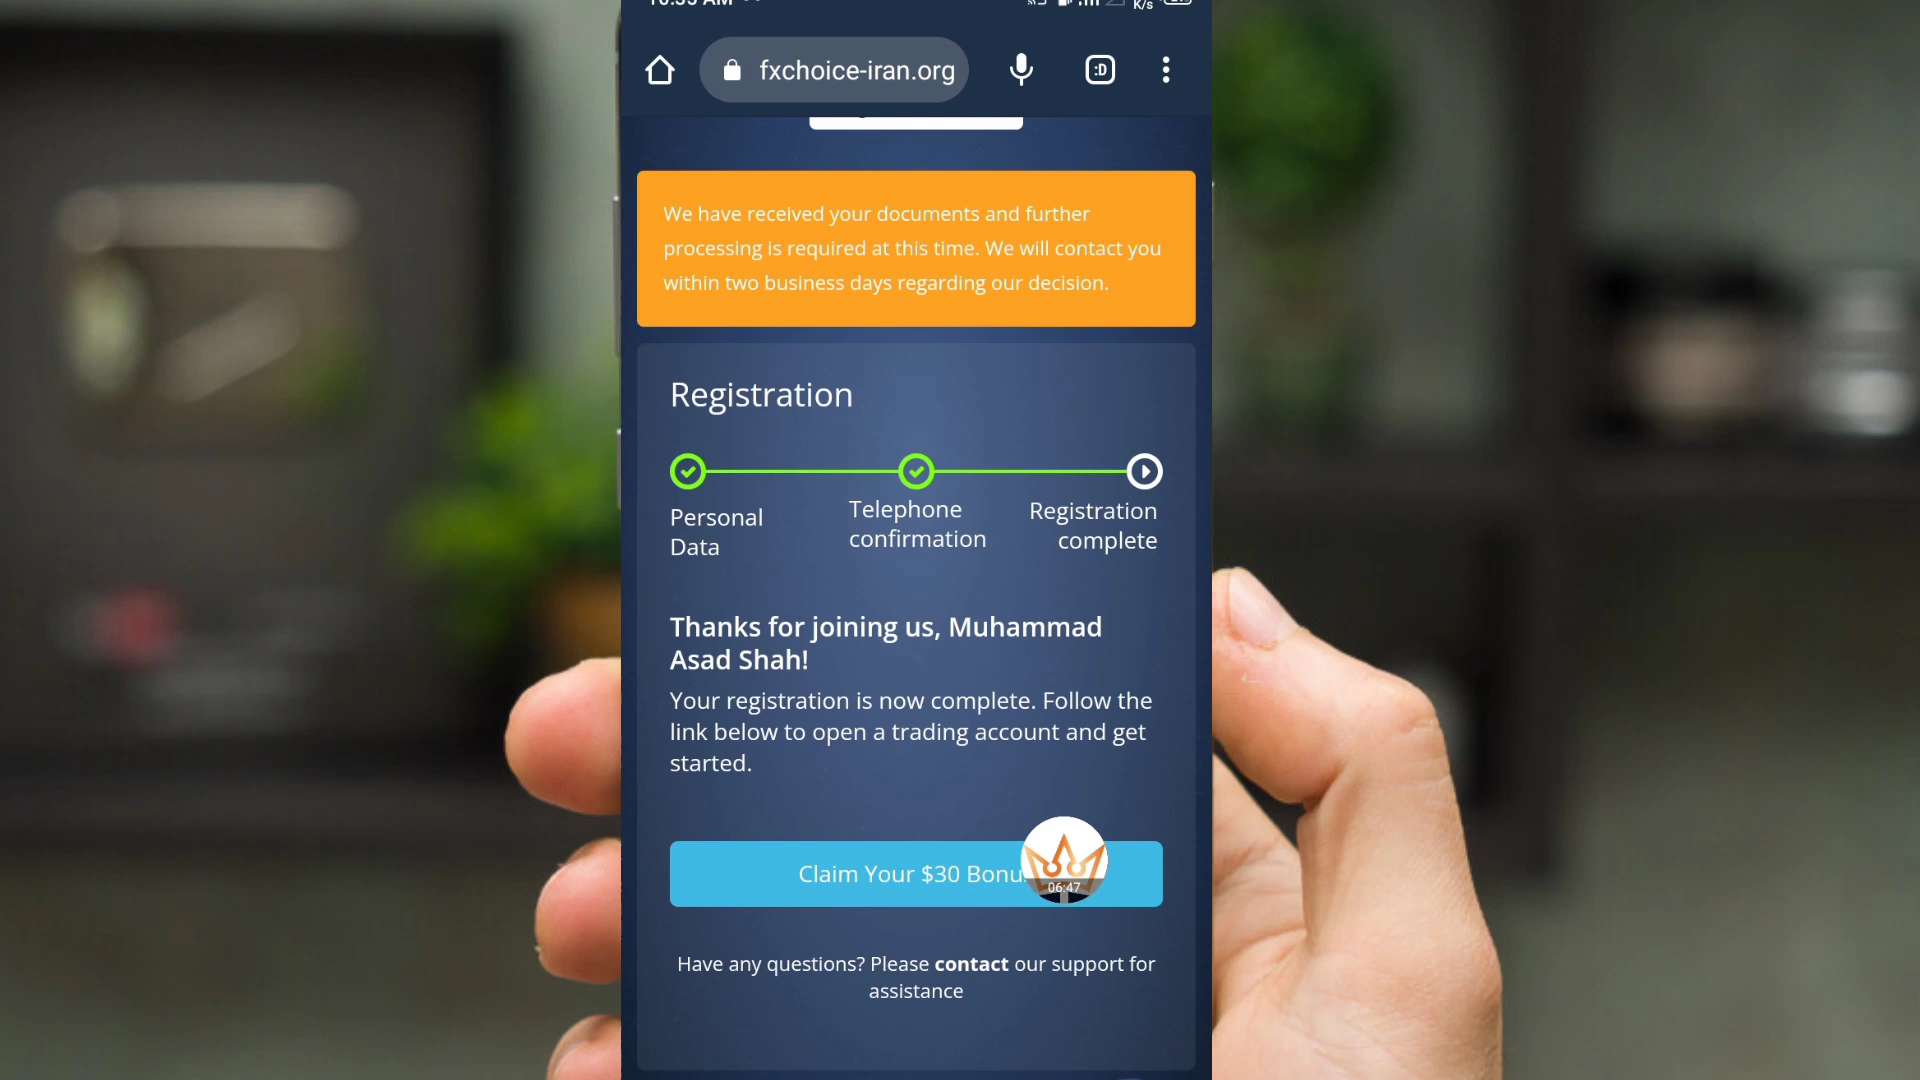 fxchoice-iran.org
:D
K/s
We have received your documents and further
processing is required at this time. We will contact you
within two business days regarding our decision.
Registration
Personal
Data
Telephone
confirmation
Registration
complete
Thanks for joining us, Muhammad
Asad Shah!
Your registration is now complete. Follow the
link below to open a trading account and get
started.
Claim Your $30
06:47
Have any questions? Please contact our support for
assistance